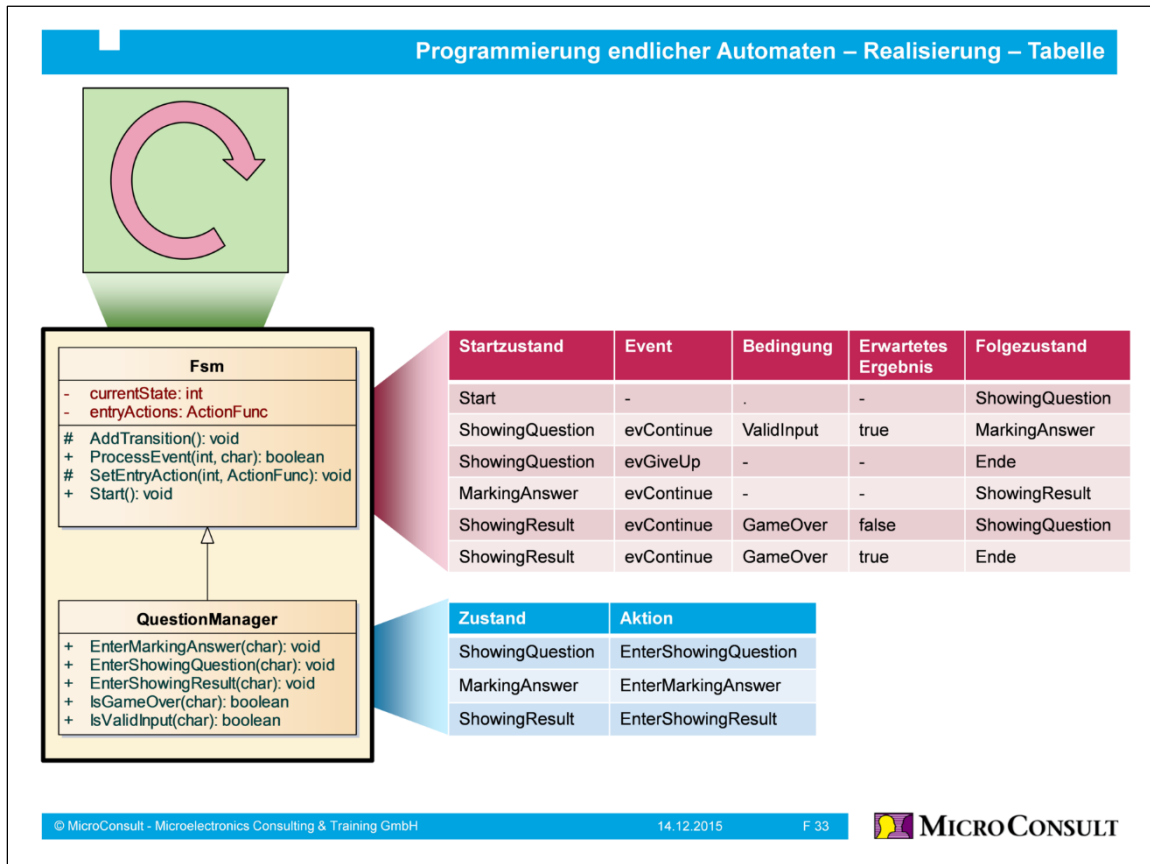 Programmierung endlicher Automaten – Realisierung – Tabelle
Fsm
- currentState: int
- entryActions: ActionFunc
# AddTransition(): void
+ ProcessEvent(int, char): boolean
# SetEntryAction(int, ActionFunc): void
+ Start(): void
QuestionManager
+ EnterMarkingAnswer(char): void
+ EnterShowingQuestion(char): void
+ EnterShowingResult(char): void
+ IsGameOver(char): boolean
+ IsValidInput(char): boolean
Startzustand Event Bedingung Erwartetes Ergebnis Folgezustand
Start - . - ShowingQuestion
ShowingQuestion evContinue ValidInput true MarkingAnswer
ShowingQuestion evGiveUp - - Ende
MarkingAnswer evContinue - - ShowingResult
ShowingResult evContinue GameOver false ShowingQuestion
ShowingResult evContinue GameOver true Ende
Zustand Aktion
ShowingQuestion EnterShowingQuestion
MarkingAnswer EnterMarkingAnswer
ShowingResult EnterShowingResult
© MicroConsult - Microelectronics Consulting & Training GmbH 14.12.2015 F 33
MICROCONSULT